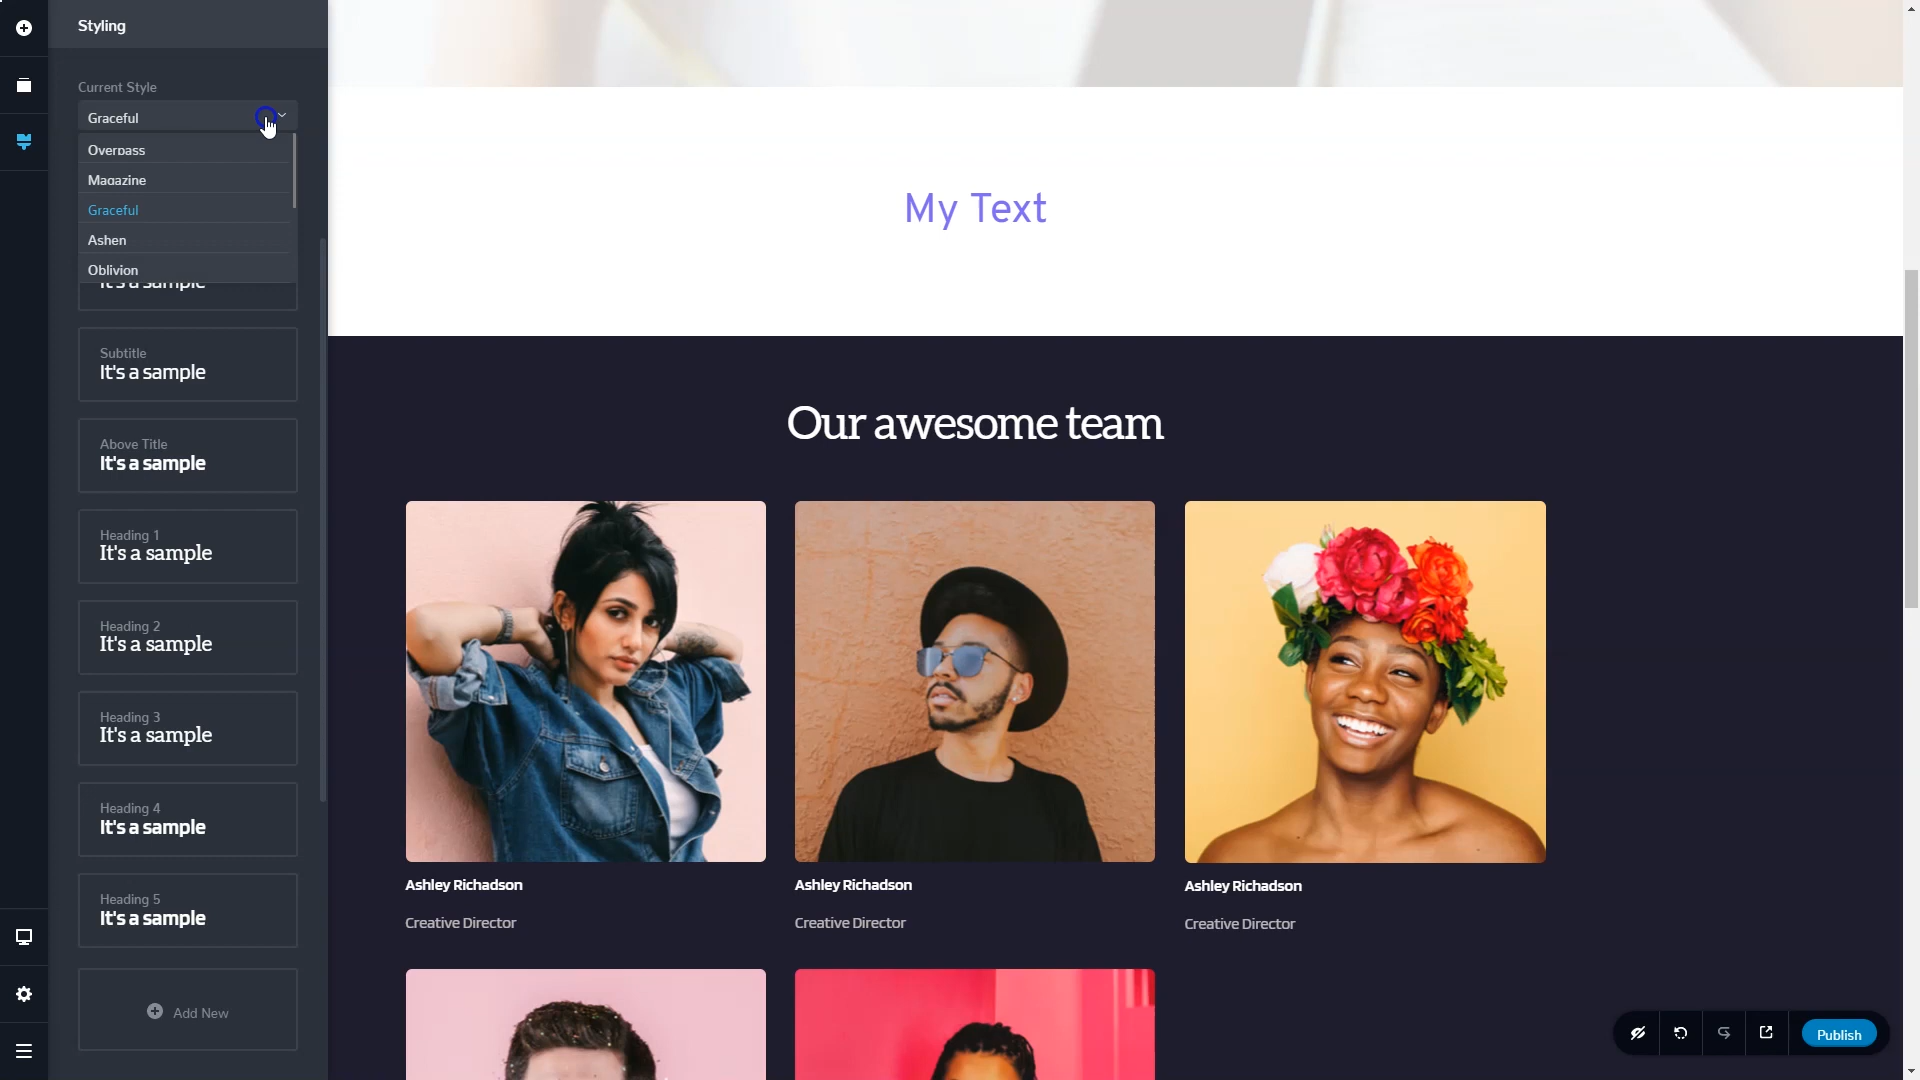 Styling
Current Style
Graceful
Overpass
Magazine
Graceful
Ashen
Oblivion
It's a sample
Subtitle
It's a sample
Above Title
It's a sample
Heading 1
It's a sample
Heading 2
It's a sample
Heading 3
It's a sample
Heading 4
It's a sample
Heading 5
It's a sample
Add New
My Text
Our awesome team
Ashley Richadson
Creative Director
Ashley Richadson
Creative Director
Ashley Richadson
Creative Director
Publish